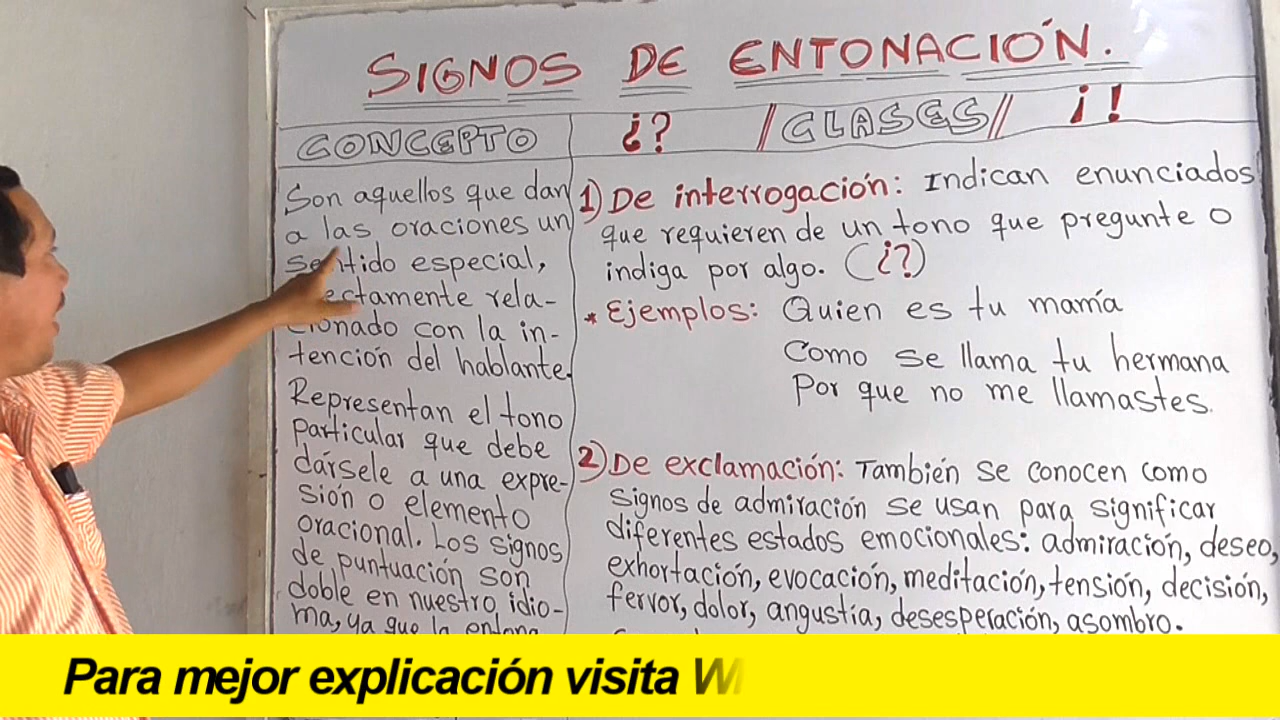 SIGNOS DE ENTONACIÓN.
CONCEPTO
¿? //CLASES// ¡!
Son aquellos que dan
a las oraciones un
sentido especial,
ectamente rela-
cionado con la in-
tención del hablante.
Representan el tono
particular que debe
dársele a una expre-
sión o elemento
oracional. Los signos
de puntuación son
doble en nuestro idio-
ma, ya que la entona
1) De interrogación: Indican enunciados
que requieren de un tono que pregunte o
indiga por algo. (¿?)
* Ejemplos: Quien es tu mamía
Como se llama tu hermana
Por que no me llamastes.
2) De exclamación: También se conocen como
signos de admiración se usan para significar
diferentes estados emocionales: admiración, deseo,
exhortación, evocación, meditación, tensión, decisión,
fervor, dolor, angustia, desesperación, asombro.
Para mejor explicación visita W